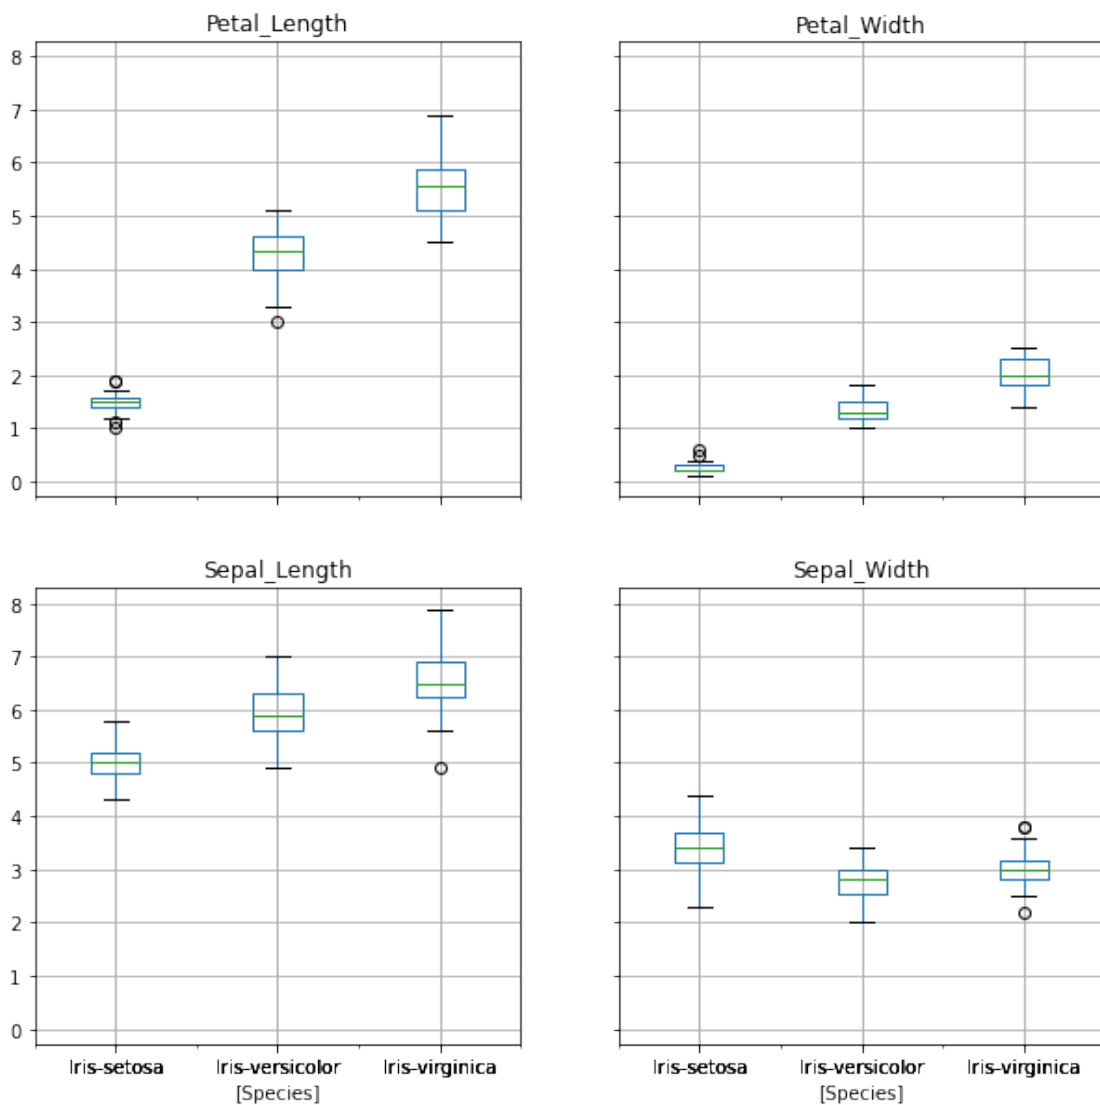 Petal_Length
Petal_Width
8
7
6
5
4
3
2
1
0
Sepal_Length
Sepal_Width
8
7
6
5
4
3
2
1
0
Iris-setosa Iris-versicolor Iris-virginica
[Species]
Iris-setosa Iris-versicolor Iris-virginica
[Species]